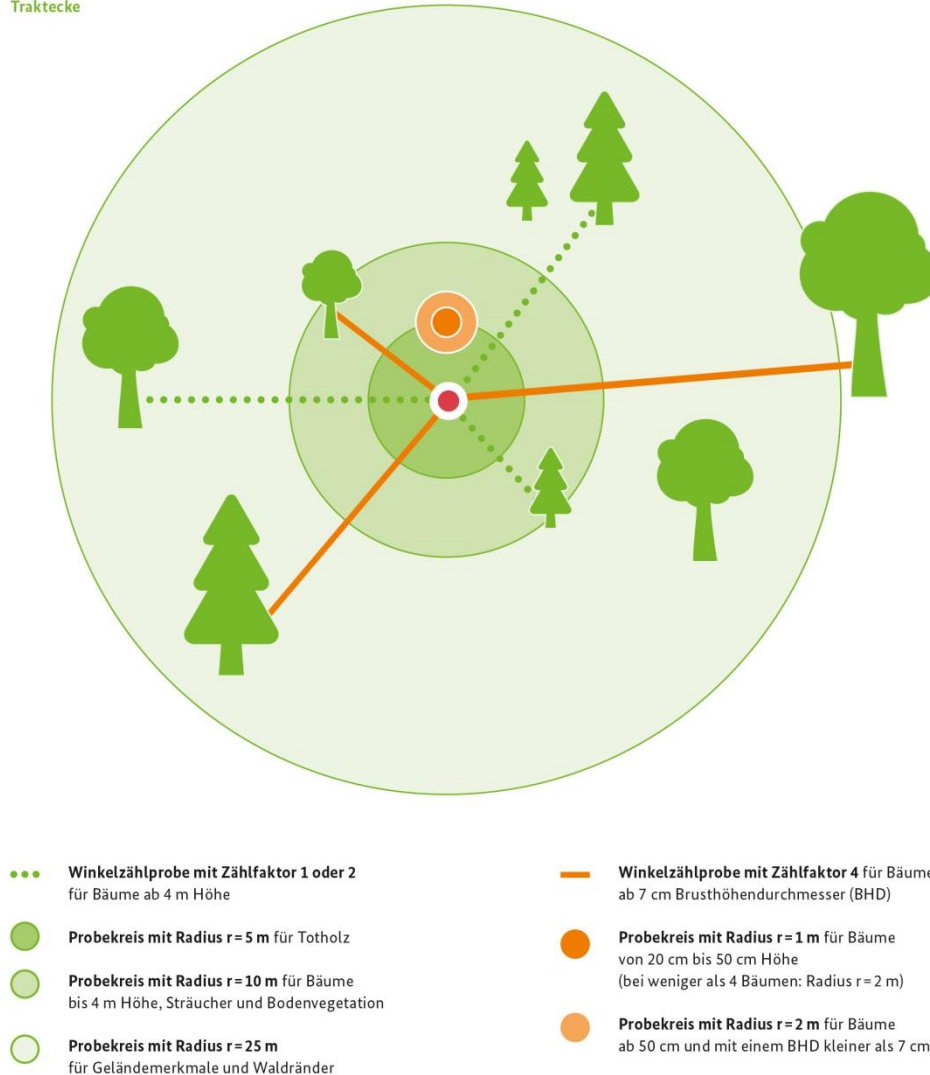 Traktecke
Winkelzählprobe mit Zählfaktor 1 oder 2
für Bäume ab 4 m Höhe
Probekreis mit Radius r = 5 m für Totholz
Probekreis mit Radius r = 10 m für Bäume
bis 4 m Höhe, Sträucher und Bodenvegetation
Probekreis mit Radius r = 25 m
für Geländemerkmale und Waldränder
Winkelzählprobe mit Zählfaktor 4 für Bäume
ab 7 cm Brusthöhendurchmesser (BHD)
Probekreis mit Radius r = 1 m für Bäume
von 20 cm bis 50 cm Höhe
(bei weniger als 4 Bäumen: Radius r = 2 m)
Probekreis mit Radius r = 2 m für Bäume
ab 50 cm und mit einem BHD kleiner als 7 cm